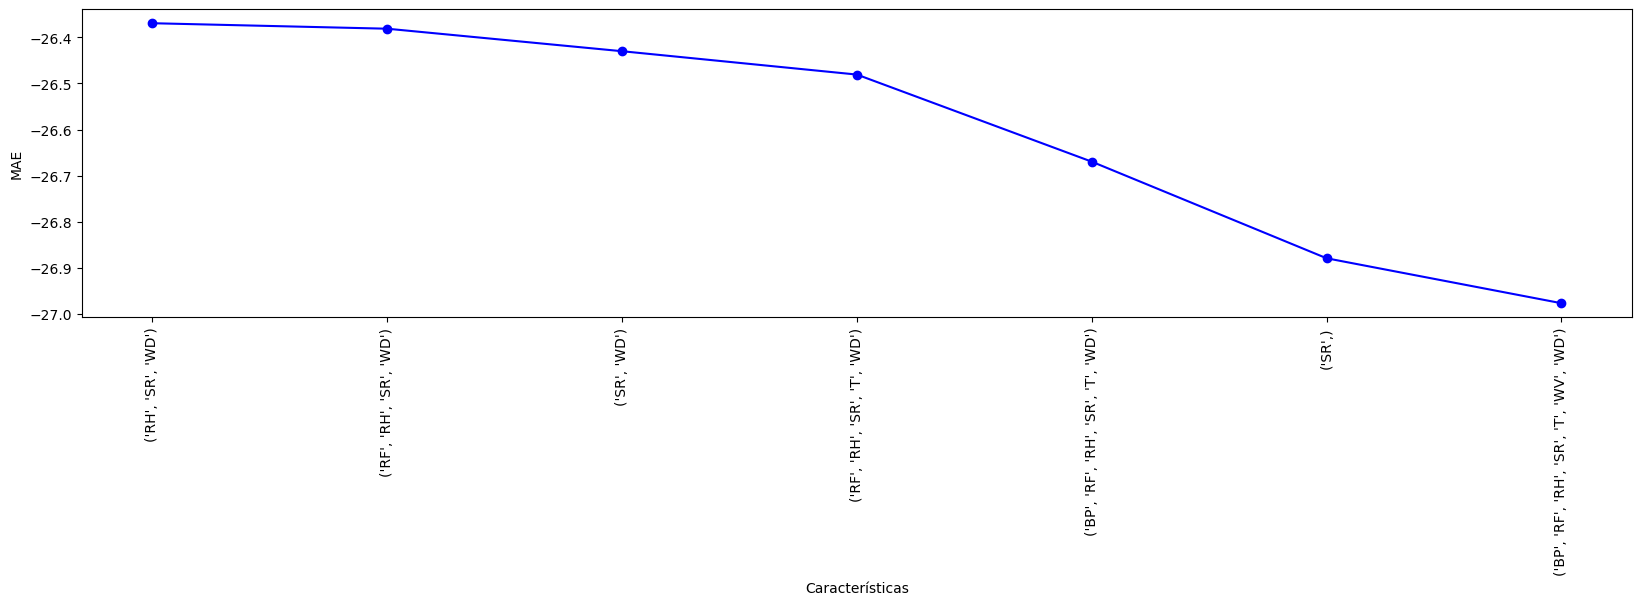 −26.4
−26.5
−26.6
−26.7
−26.8
−26.9
−27.0
MAE
('RH', 'SR', 'WD')
('RF', 'RH', 'SR', 'WD')
('SR', 'WD')
('RF', 'RH', 'SR', 'T', 'WD')
('BP', 'RF', 'RH', 'SR', 'T', 'WD')
('SR',)
('BP', 'RF', 'RH', 'SR', 'T', 'WV', 'WD')
Características